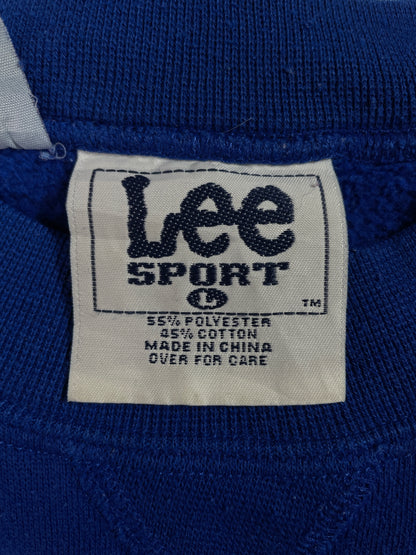 Lee
SPORT
L
TM
55% POLYESTER
45% COTTON
MADE IN CHINA
OVER FOR CARE